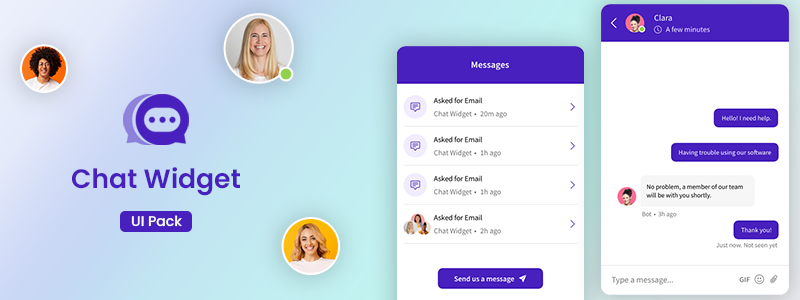 Chat Widget
UI Pack
Messages
Asked for Email
Chat Widget • 20m ago
Asked for Email
Chat Widget • 1h ago
Asked for Email
Chat Widget • 1h ago
Asked for Email
Chat Widget • 2h ago
Send us a message
Clara
A few minutes
Hello! I need help.
Having trouble using our software
No problem, a member of our team
will be with you shortly.
Bot • 3h ago
Thank you!
Just now. Not seen yet
Type a message...
GIF